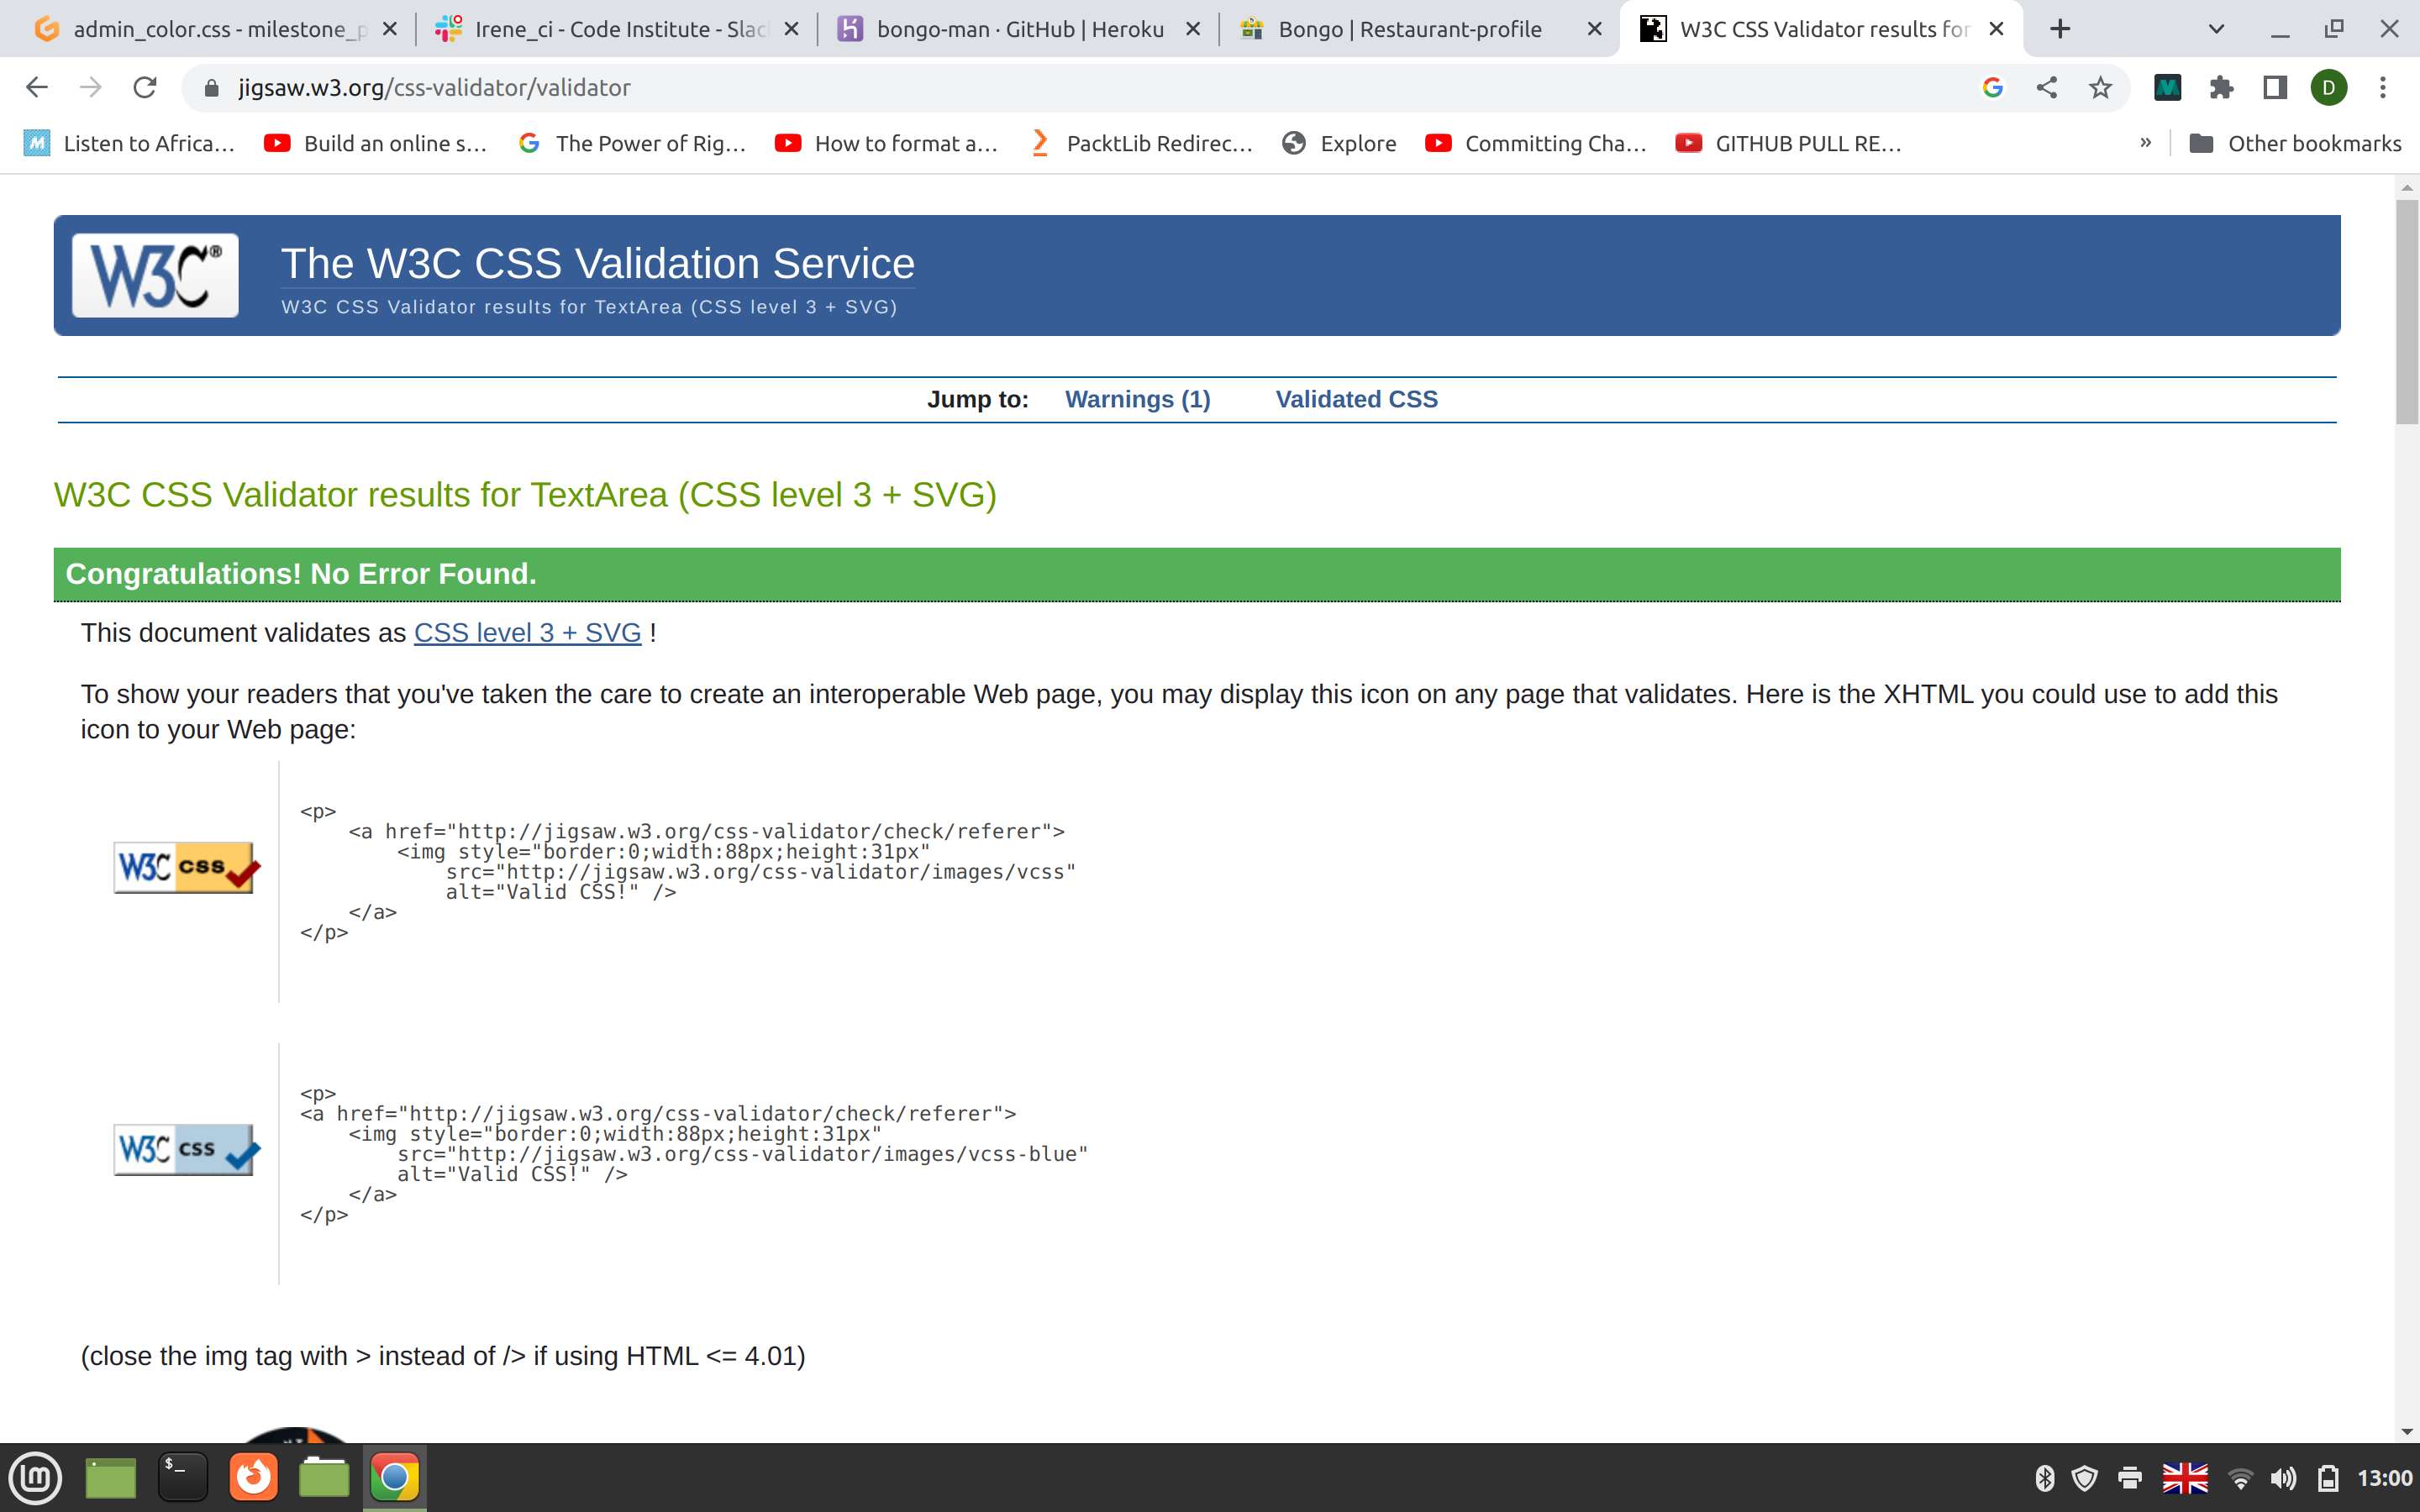 admin_color.css - milestone_p
Irene_ci - Code Institute - Slac
bongo-man · GitHub | Heroku
Bongo | Restaurant-profile
W3C CSS Validator results for
jigsaw.w3.org/css-validator/validator
D
Listen to Africa...
Build an online s...
The Power of Rig...
How to format a...
PacktLib Redirec...
Explore
Committing Cha...
GITHUB PULL RE...
»
Other bookmarks
W3C®
The W3C CSS Validation Service
W3C CSS Validator results for TextArea (CSS level 3 + SVG)
Jump to: Warnings (1) Validated CSS
W3C CSS Validator results for TextArea (CSS level 3 + SVG)
Congratulations! No Error Found.
This document validates as CSS level 3 + SVG !
To show your readers that you've taken the care to create an interoperable Web page, you may display this icon on any page that validates. Here is the XHTML you could use to add this
icon to your Web page:
W3C css
<p>
    <a href="http://jigsaw.w3.org/css-validator/check/referer">
        <img style="border:0;width:88px;height:31px"
            src="http://jigsaw.w3.org/css-validator/images/vcss"
            alt="Valid CSS!" />
    </a>
</p>
W3C css
<p>
<a href="http://jigsaw.w3.org/css-validator/check/referer">
    <img style="border:0;width:88px;height:31px"
        src="http://jigsaw.w3.org/css-validator/images/vcss-blue"
        alt="Valid CSS!" />
    </a>
</p>
(close the img tag with > instead of /> if using HTML <= 4.01)
$_
13:00